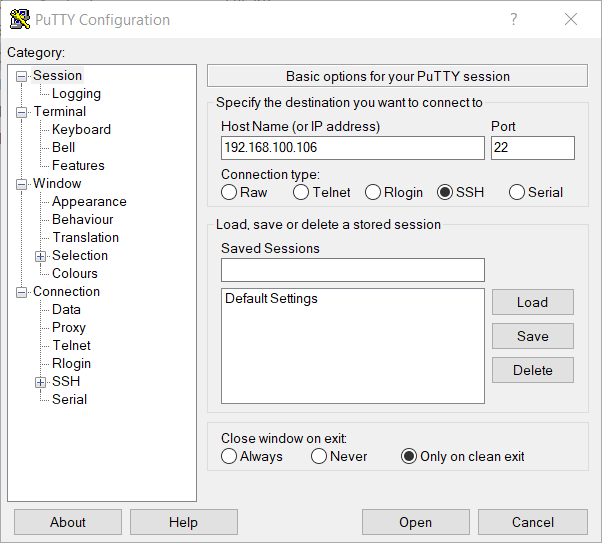 PuTTY Configuration
?
Category:
Session
Logging
Terminal
Keyboard
Bell
Features
Window
Appearance
Behaviour
Translation
Selection
Colours
Connection
Data
Proxy
Telnet
Rlogin
SSH
Serial
Basic options for your PuTTY session
Specify the destination you want to connect to
Host Name (or IP address) Port
192.168.100.106 22
Connection type:
Raw Telnet Rlogin SSH Serial
Load, save or delete a stored session
Saved Sessions
Default Settings
Load
Save
Delete
Close window on exit:
Always Never Only on clean exit
About Help Open Cancel